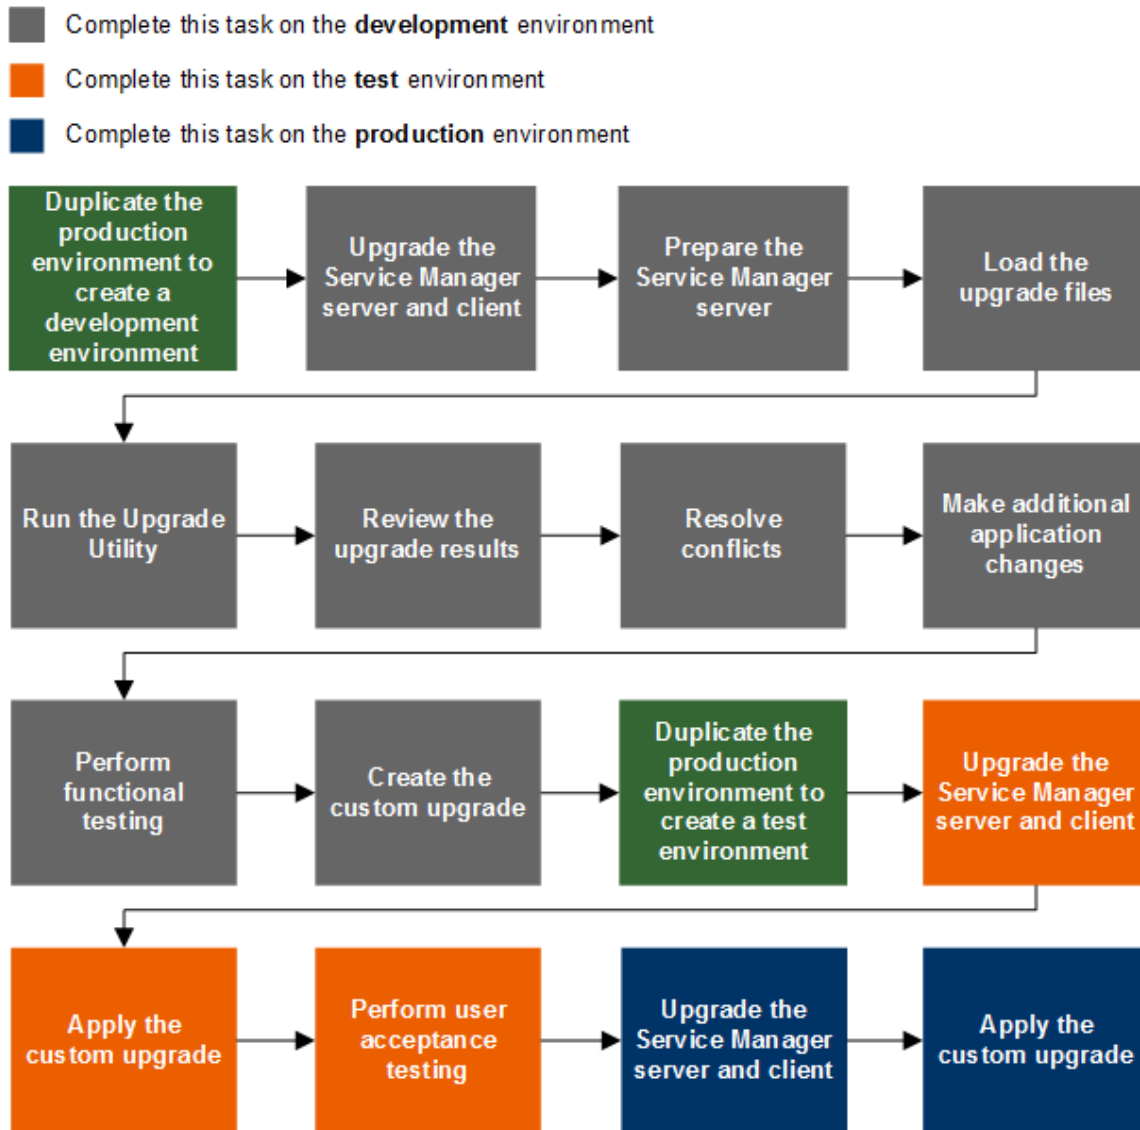 Complete this task on the development environment
Complete this task on the test environment
Complete this task on the production environment
Duplicate the
production
environment to
create a
development
environment
Upgrade the
Service Manager
server and client
Prepare the
Service Manager
server
Load the
upgrade files
Run the Upgrade
Utility
Review the
upgrade results
Resolve
conflicts
Make additional
application
changes
Perform
functional
testing
Create the
custom upgrade
Duplicate the
production
environment to
create a test
environment
Upgrade the
Service Manager
server and client
Apply the
custom upgrade
Perform user
acceptance
testing
Upgrade the
Service Manager
server and client
Apply the
custom upgrade